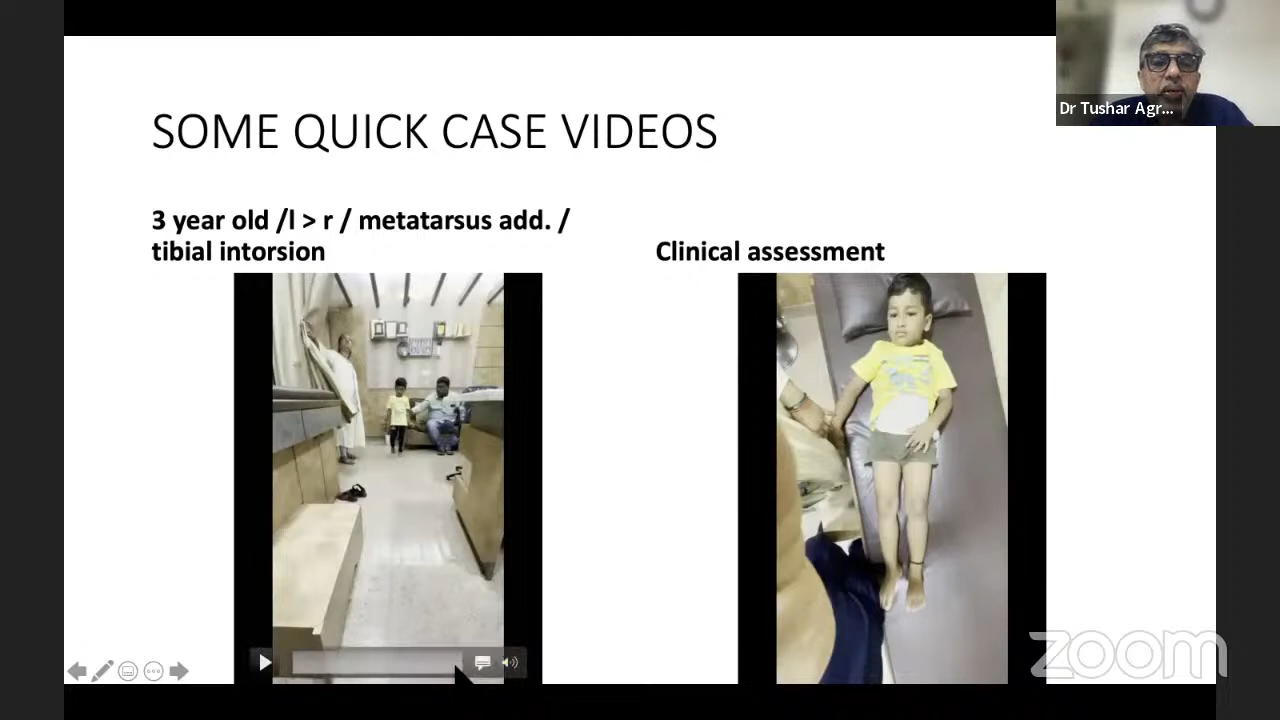 SOME QUICK CASE VIDEOS
3 year old /l > r / metatarsus add. /
tibial intorsion
Clinical assessment
Dr Tushar Agr...
zoom